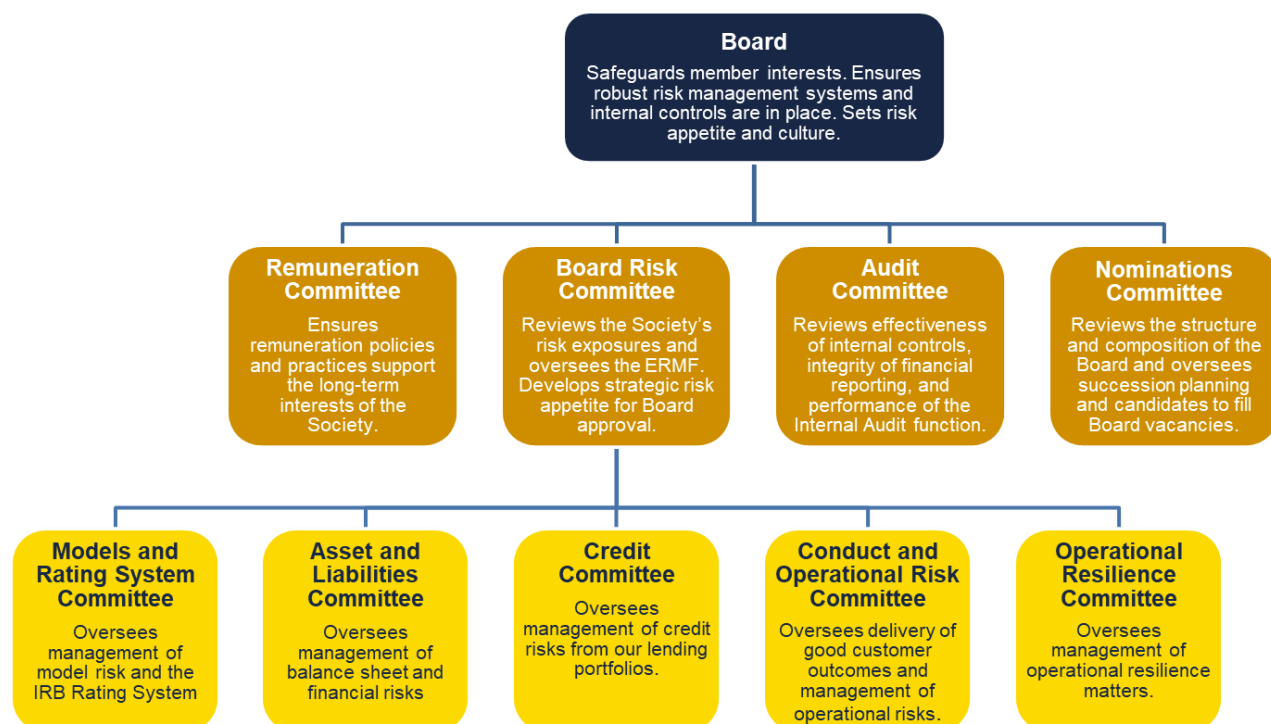 Board
Safeguards member interests. Ensures
robust risk management systems and
internal controls are in place. Sets risk
appetite and culture.
Remuneration
Committee
Ensures
remuneration policies
and practices support
the long-term
interests of the
Society.
Board Risk
Committee
Reviews the Society’s
risk exposures and
oversees the ERMF.
Develops strategic risk
appetite for Board
approval.
Audit
Committee
Reviews effectiveness
of internal controls,
integrity of financial
reporting, and
performance of the
Internal Audit function.
Nominations
Committee
Reviews the structure
and composition of the
Board and oversees
succession planning
and candidates to fill
Board vacancies.
Models and
Rating System
Committee
Oversees
management of
model risk and the
IRB Rating System
Asset and
Liabilities
Committee
Oversees
management of
balance sheet and
financial risks
Credit
Committee
Oversees
management of credit
risks from our lending
portfolios.
Conduct and
Operational Risk
Committee
Oversees delivery of
good customer
outcomes and
management of
operational risks.
Operational
Resilience
Committee
Oversees
management of
operational resilience
matters.